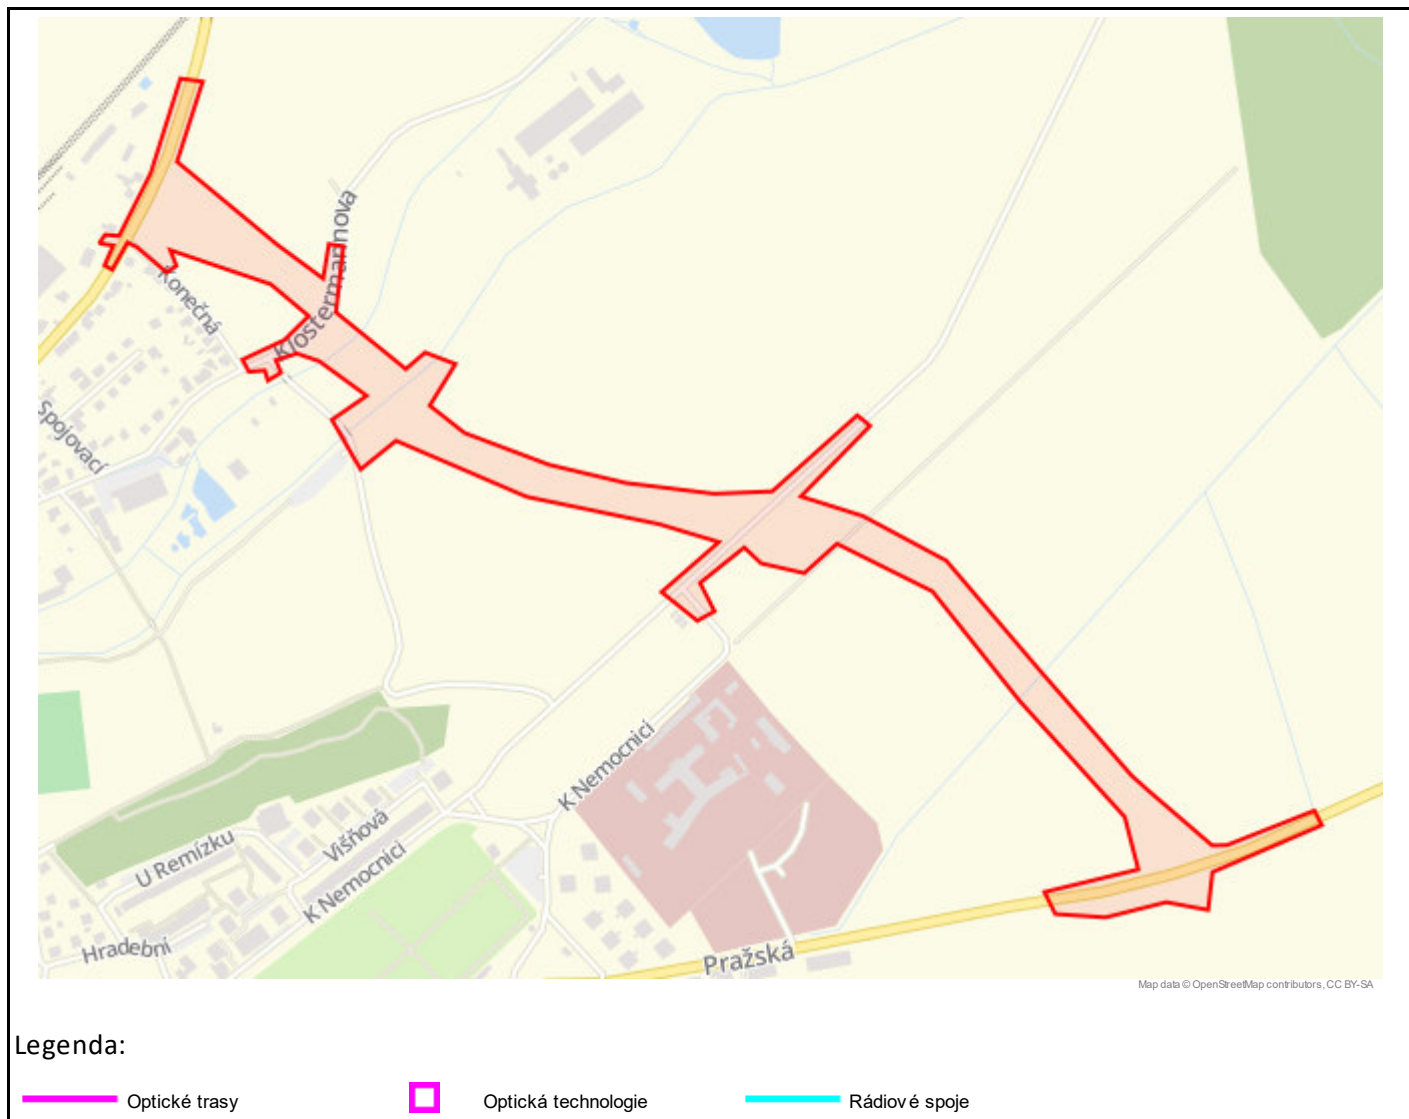 Klostermannova
Konečná
Spojovací
K Nemocnici
Višňová
U Remízku
K Nemocnici
Hradební
Pražská
Map data © OpenStreetMap contributors, CC BY-SA
Legenda:
Optické trasy
Optická technologie
Rádiové spoje